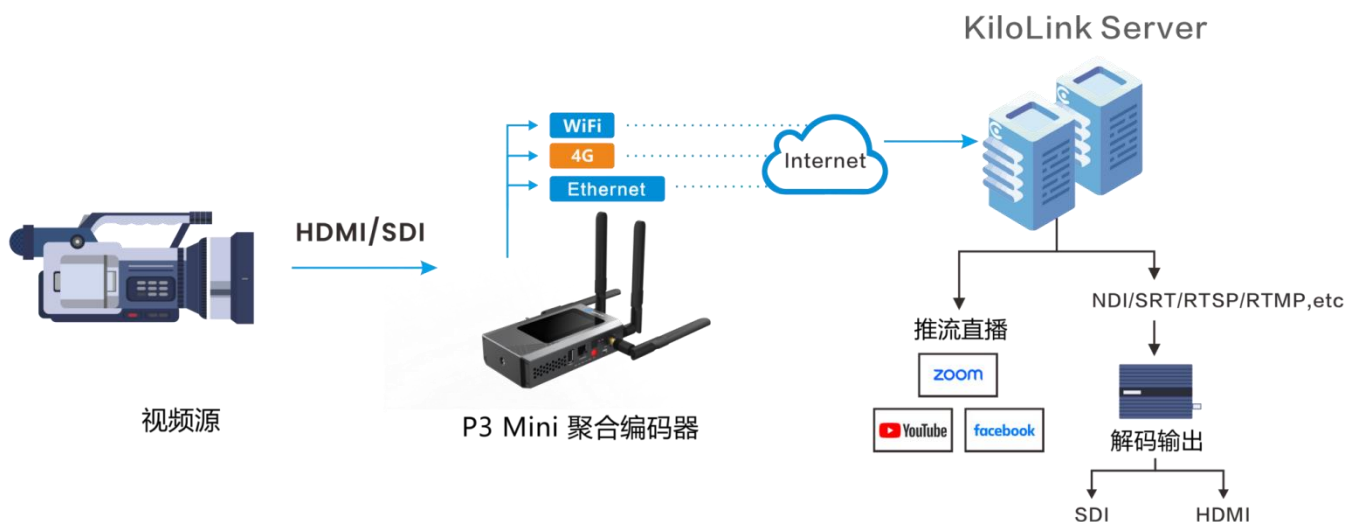 KiloLink Server
WiFi
4G
Ethernet
Internet
HDMI/SDI
视频源
P3 Mini 聚合编码器
NDI/SRT/RTSP/RTMP,etc
推流直播
zoom
YouTube
facebook
解码输出
SDI
HDMI